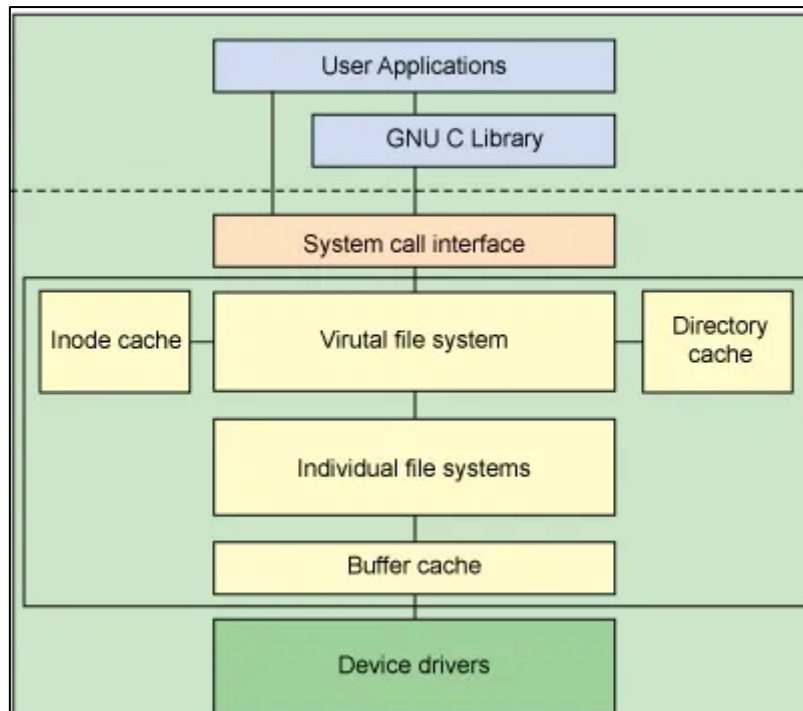 User Applications
GNU C Library
System call interface
Inode cache
Virutal file system
Directory
cache
Individual file systems
Buffer cache
Device drivers